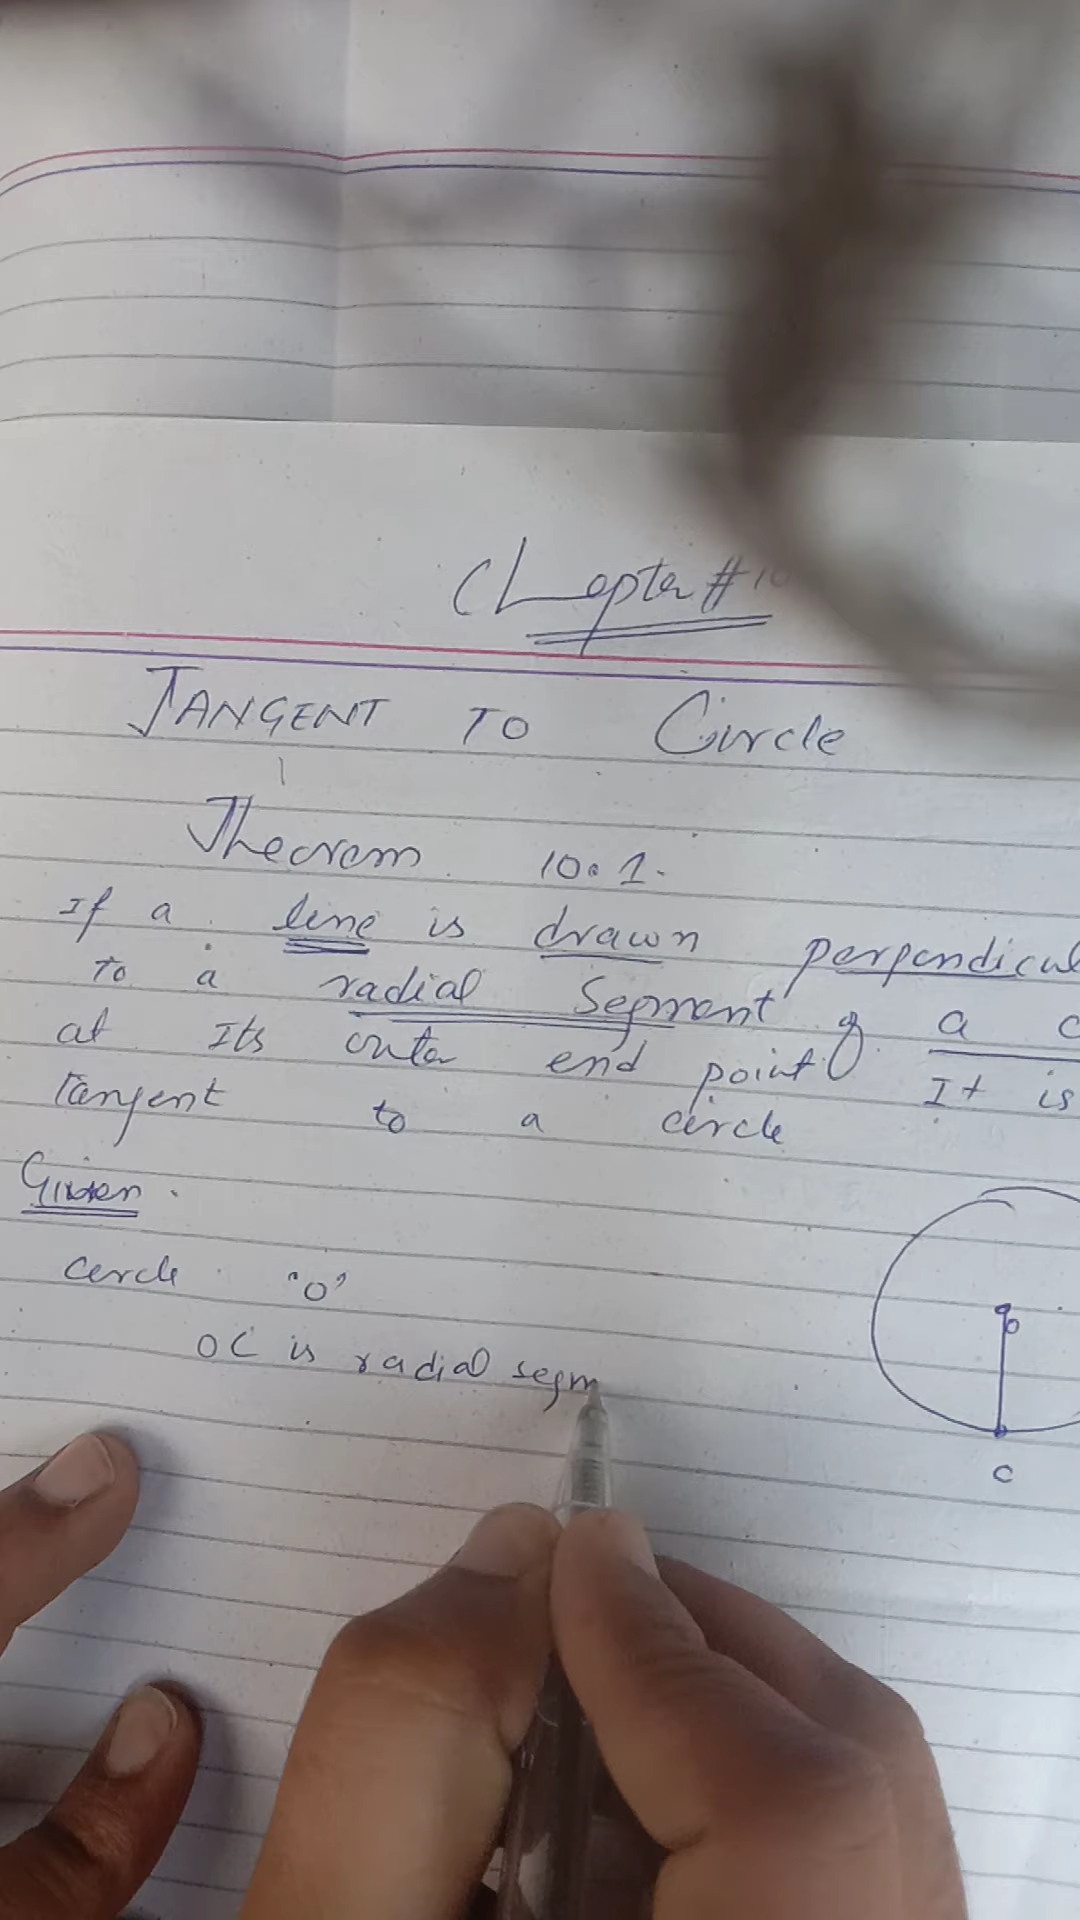 Chapter # 10
TANGENT TO Circle
Theorem 10.1.
If a line is drawn perpendicul
to a radial Segment of a c
at Its outer end point It is
tangent to a circle
Given.
circle 'O'
OC is radial segm
O
C